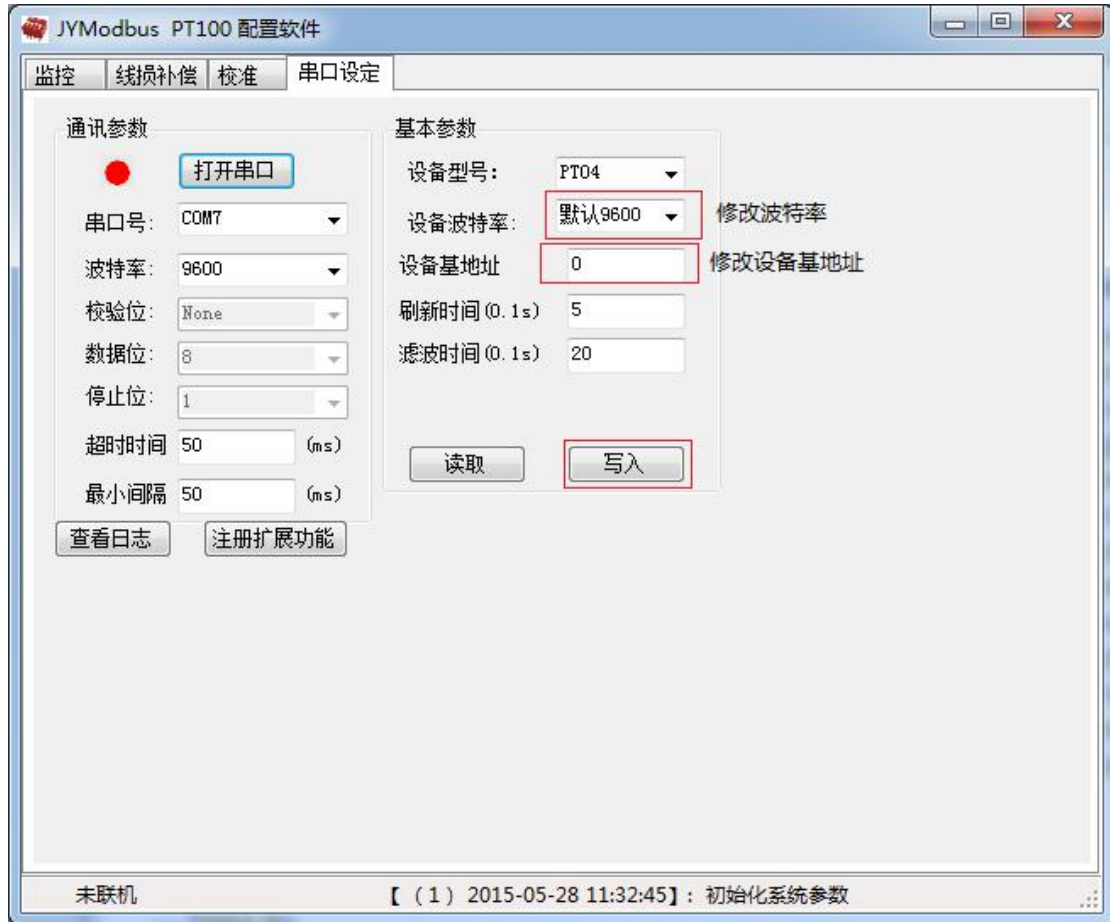 JYModbus PT100 配置软件
监控 线损补偿 校准 串口设定
通讯参数
打开串口
串口号: COM7
波特率: 9600
校验位: None
数据位: 8
停止位: 1
超时时间 50 (ms)
最小间隔 50 (ms)
查看日志 注册扩展功能
基本参数
设备型号: PT04
设备波特率: 默认9600 修改波特率
设备基地址 0 修改设备基地址
刷新时间(0.1s) 5
滤波时间(0.1s) 20
读取 写入
未联机 【 (1) 2015-05-28 11:32:45】: 初始化系统参数